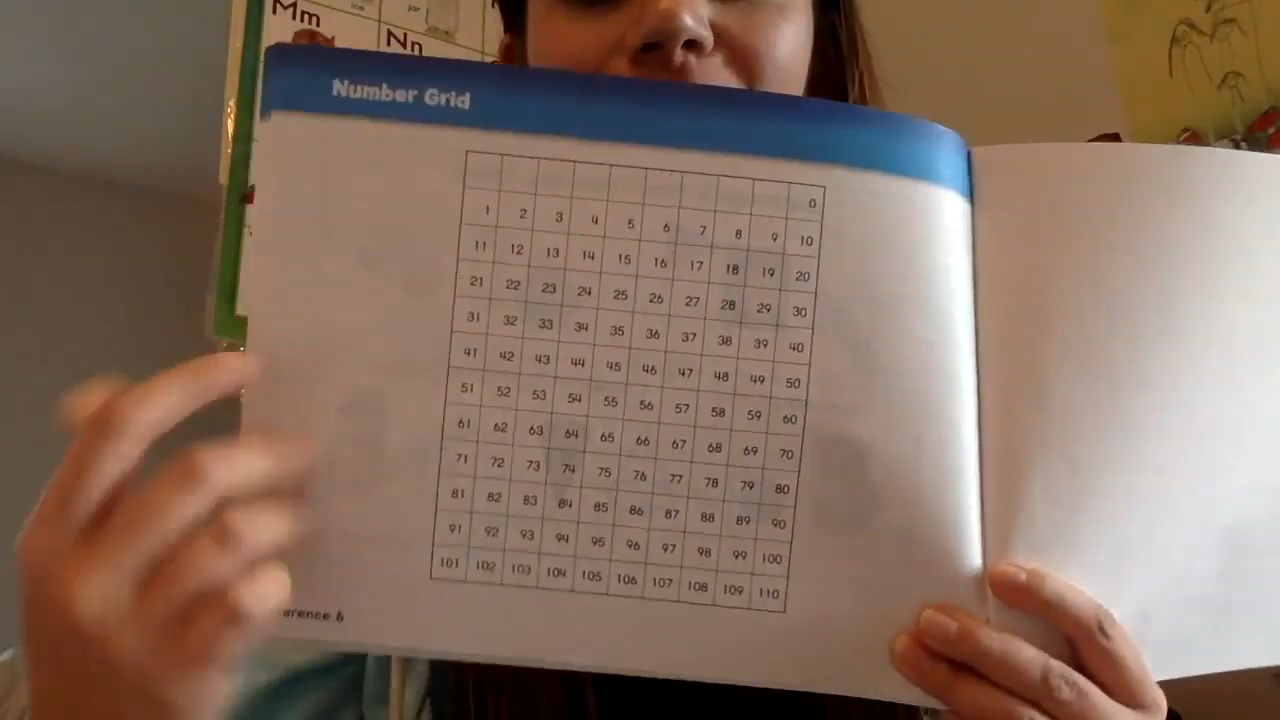 Mm
Nn
ice
jar
Number Grid
0
1 2 3 4 5 6 7 8 9 10
11 12 13 14 15 16 17 18 19 20
21 22 23 24 25 26 27 28 29 30
31 32 33 34 35 36 37 38 39 40
41 42 43 44 45 46 47 48 49 50
51 52 53 54 55 56 57 58 59 60
61 62 63 64 65 66 67 68 69 70
71 72 73 74 75 76 77 78 79 80
81 82 83 84 85 86 87 88 89 90
91 92 93 94 95 96 97 98 99 100
101 102 103 104 105 106 107 108 109 110
erence 6